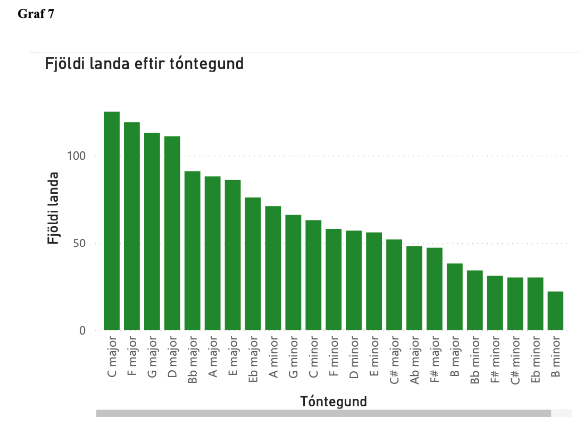 Graf 7
Fjöldi landa eftir tóntegund
Fjöldi landa
100
50
0
C major
F major
G major
D major
Bb major
A major
E major
Eb major
A minor
G minor
C minor
F minor
D minor
E minor
C# major
Ab major
F# major
B major
Bb minor
F# minor
C# minor
Eb minor
B minor
Tóntegund